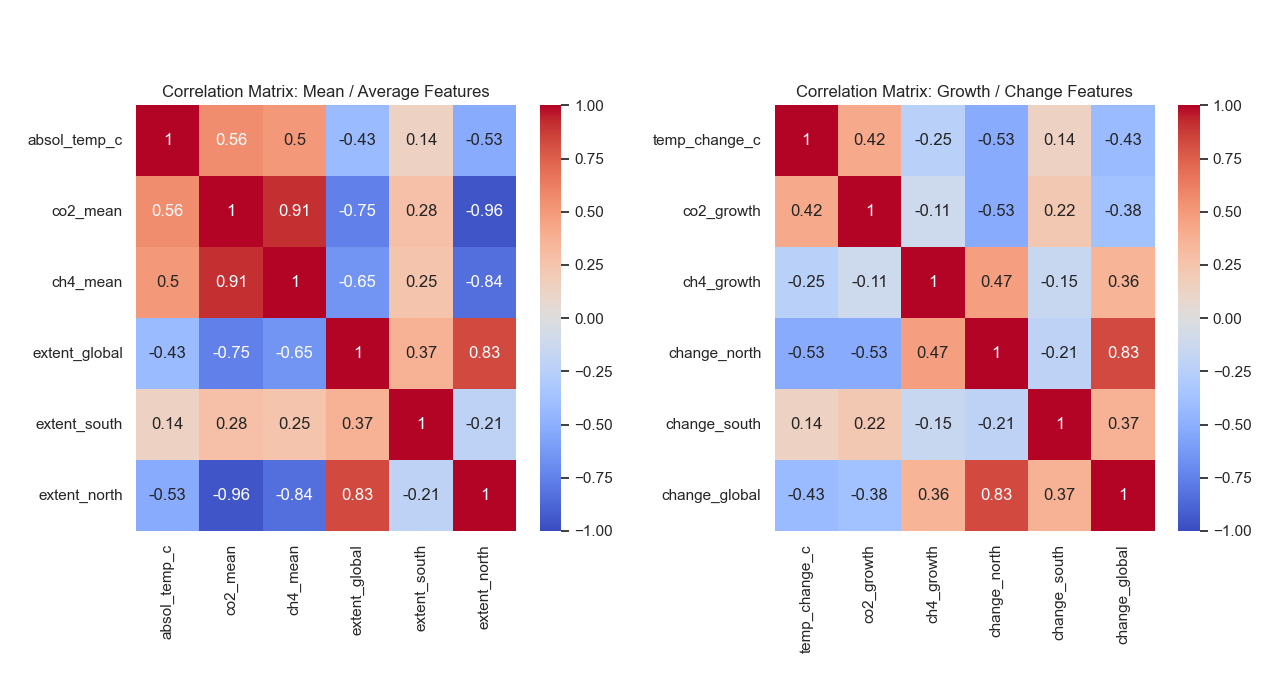 Correlation Matrix: Mean / Average Features
absol_temp_c 1 0.56 0.5 -0.43 0.14 -0.53
co2_mean 0.56 1 0.91 -0.75 0.28 -0.96
ch4_mean 0.5 0.91 1 -0.65 0.25 -0.84
extent_global -0.43 -0.75 -0.65 1 0.37 0.83
extent_south 0.14 0.28 0.25 0.37 1 -0.21
extent_north -0.53 -0.96 -0.84 0.83 -0.21 1
absol_temp_c
co2_mean
ch4_mean
extent_global
extent_south
extent_north
1.00
0.75
0.50
0.25
0.00
−0.25
−0.50
−0.75
−1.00
Correlation Matrix: Growth / Change Features
temp_change_c 1 0.42 -0.25 -0.53 0.14 -0.43
co2_growth 0.42 1 -0.11 -0.53 0.22 -0.38
ch4_growth -0.25 -0.11 1 0.47 -0.15 0.36
change_north -0.53 -0.53 0.47 1 -0.21 0.83
change_south 0.14 0.22 -0.15 -0.21 1 0.37
change_global -0.43 -0.38 0.36 0.83 0.37 1
temp_change_c
co2_growth
ch4_growth
change_north
change_south
change_global
1.00
0.75
0.50
0.25
0.00
−0.25
−0.50
−0.75
−1.00